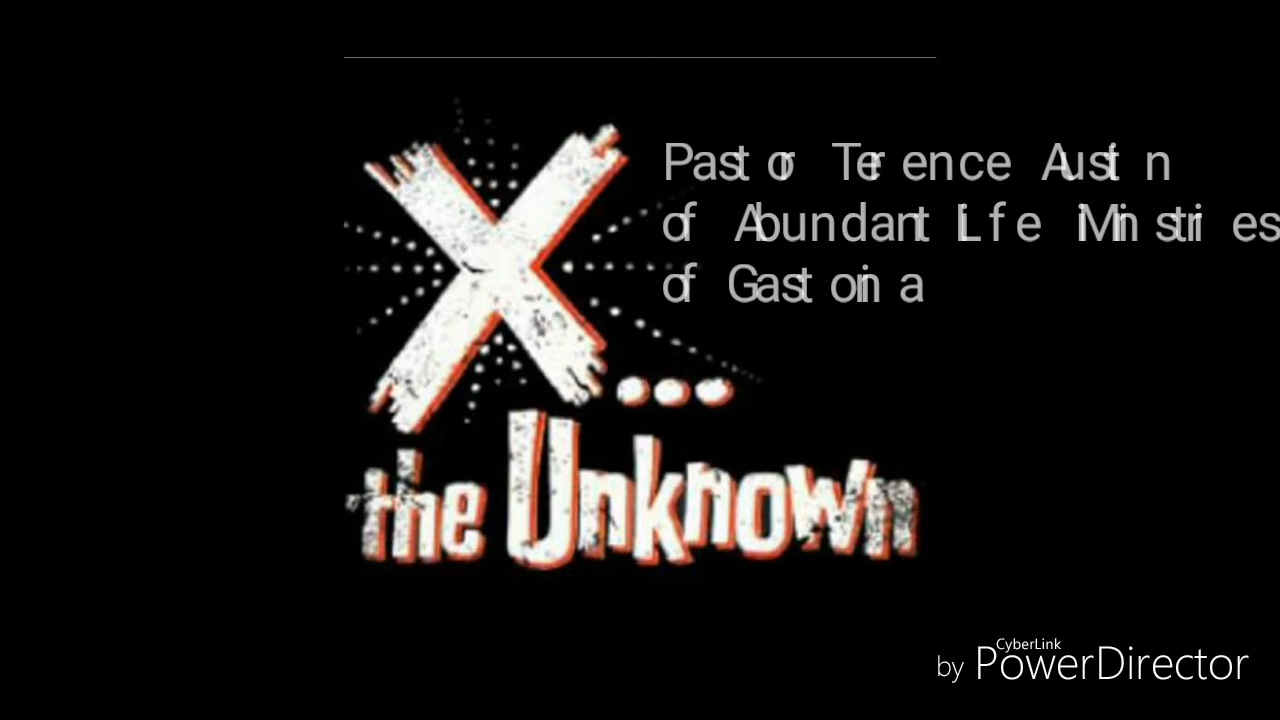 Pastor Terence Austin
of Abundant Life Ministries
of Gastonia
X...
the Unknown
CyberLink
by PowerDirector